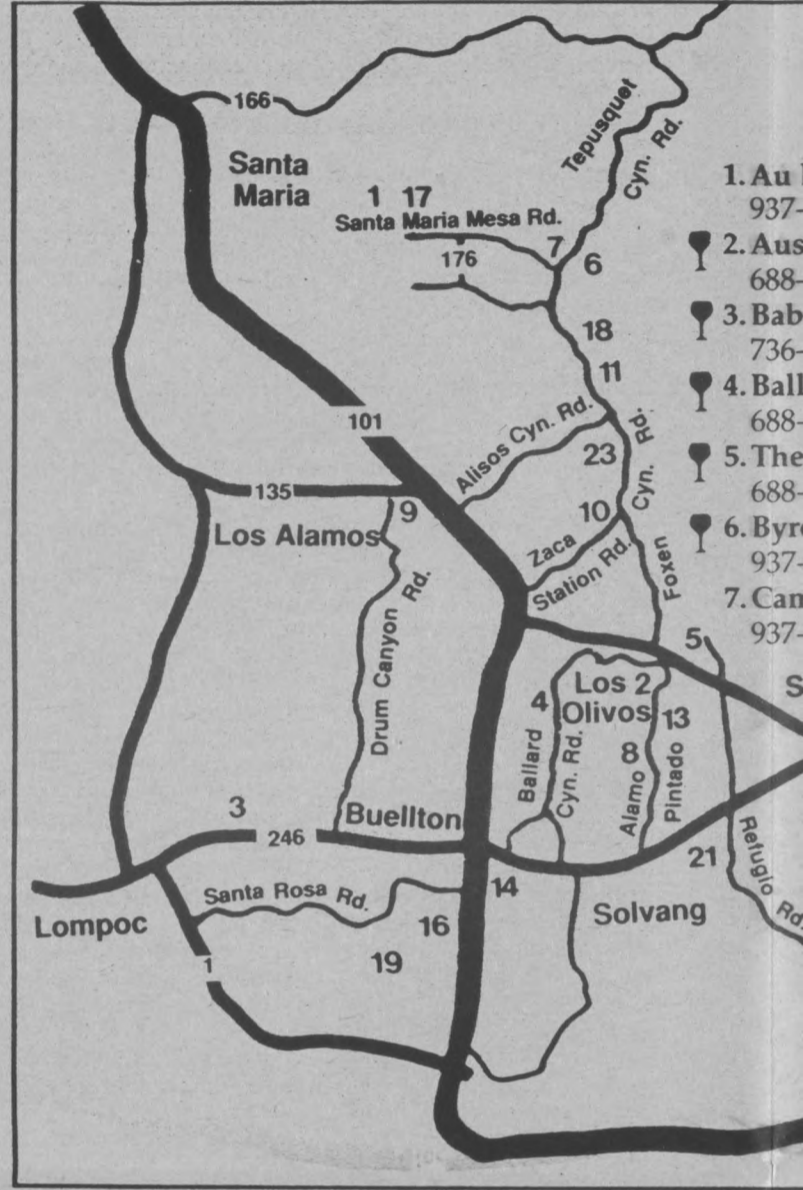 166
Santa
Maria
1 17
Santa Maria Mesa Rd.
176
7
6
Tepusquet
Cyn. Rd.
18
11
101
Alisos Cyn. Rd.
23
Foxen Cyn. Rd.
135
9
Los Alamos
10
Zaca
Station Rd.
Drum Canyon Rd.
5
Los 2
Olivos
4
13
8
Ballard
Cyn. Rd.
Alamo
Pintado
3
246
Buellton
21
Refugio Rd.
14
Santa Rosa Rd.
Lompoc
16
Solvang
19
1
1. Au
937-
2. Aus
688-
3. Bab
736-
4. Ball
688-
5. The
688-
6. Byr
937-
7. Cam
937-
S